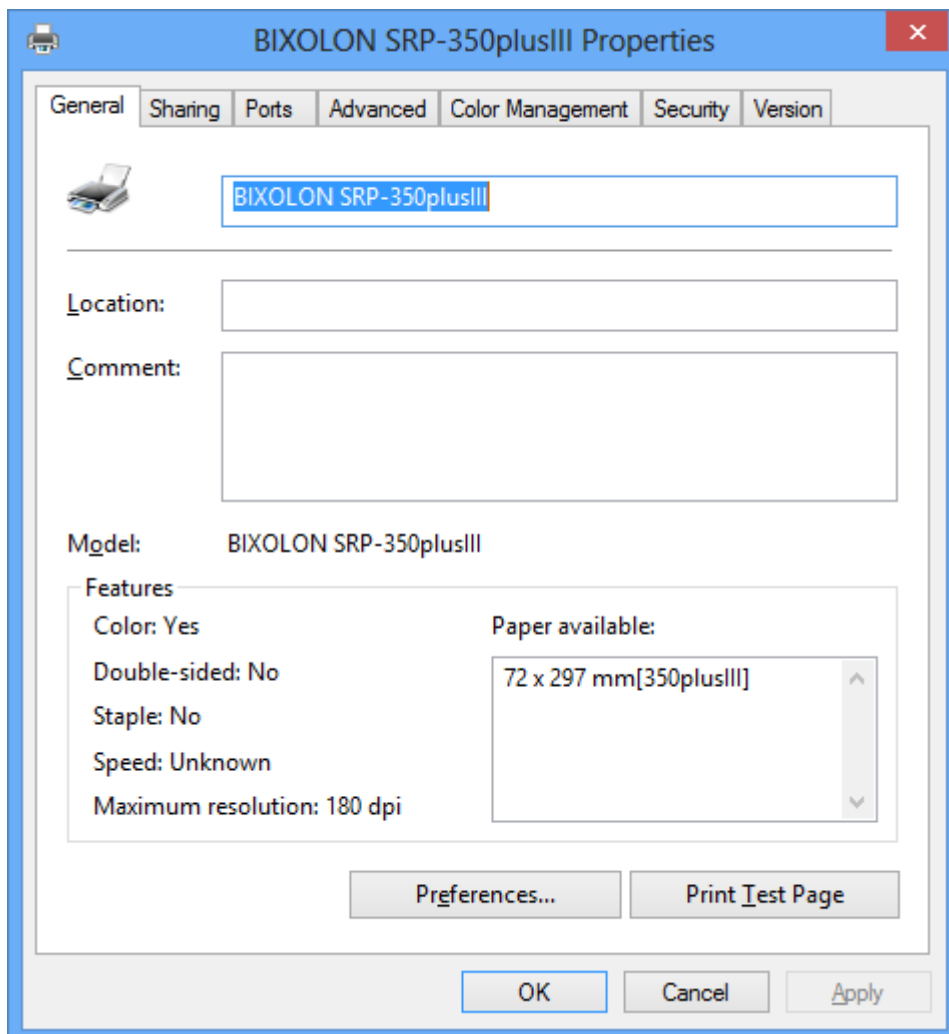 BIXOLON SRP-350plusIII Properties
General Sharing Ports Advanced Color Management Security Version
BIXOLON SRP-350plusIII
Location:
Comment:
Model: BIXOLON SRP-350plusIII
Features
Color: Yes
Double-sided: No
Staple: No
Speed: Unknown
Maximum resolution: 180 dpi
Paper available:
72 x 297 mm[350plusIII]
Preferences... Print Test Page
OK Cancel Apply